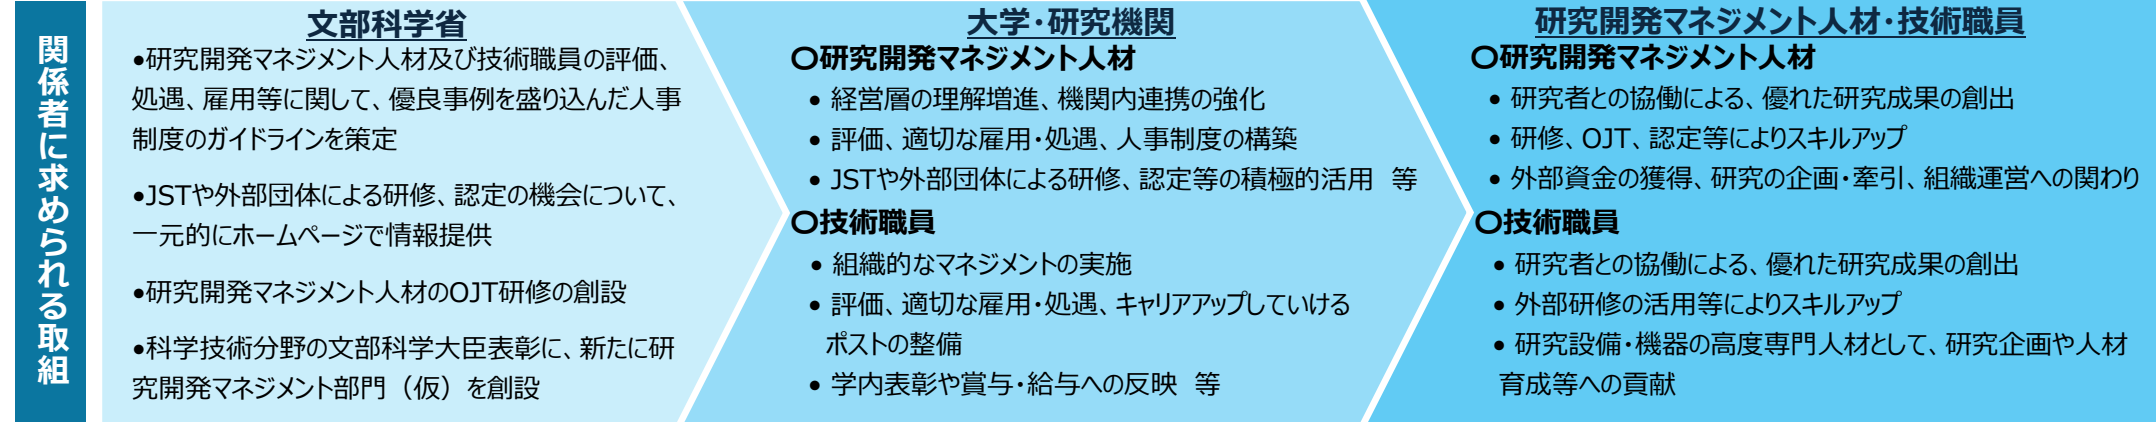 関係者に求められる取組
文部科学省
●研究開発マネジメント人材及び技術職員の評価、
処遇、雇用等に関して、優良事例を盛り込んだ人事
制度のガイドラインを策定
●JSTや外部団体による研修、認定の機会について、
一元的にホームページで情報提供
●研究開発マネジメント人材のOJT研修の創設
●科学技術分野の文部科学大臣表彰に、新たに研
究開発マネジメント部門（仮）を創設
大学・研究機関
〇研究開発マネジメント人材
● 経営層の理解増進、機関内連携の強化
● 評価、適切な雇用・処遇、人事制度の構築
● JSTや外部団体による研修、認定等の積極的活用　等
〇技術職員
● 組織的なマネジメントの実施
● 評価、適切な雇用・処遇、キャリアアップしていける
ポストの整備
● 学内表彰や賞与・給与への反映　等
研究開発マネジメント人材・技術職員
〇研究開発マネジメント人材
● 研究者との協働による、優れた研究成果の創出
● 研修、OJT、認定等によりスキルアップ
● 外部資金の獲得、研究の企画・牽引、組織運営への関わり
〇技術職員
● 研究者との協働による、優れた研究成果の創出
● 外部研修の活用等によりスキルアップ
● 研究設備・機器の高度専門人材として、研究企画や人材
育成等への貢献